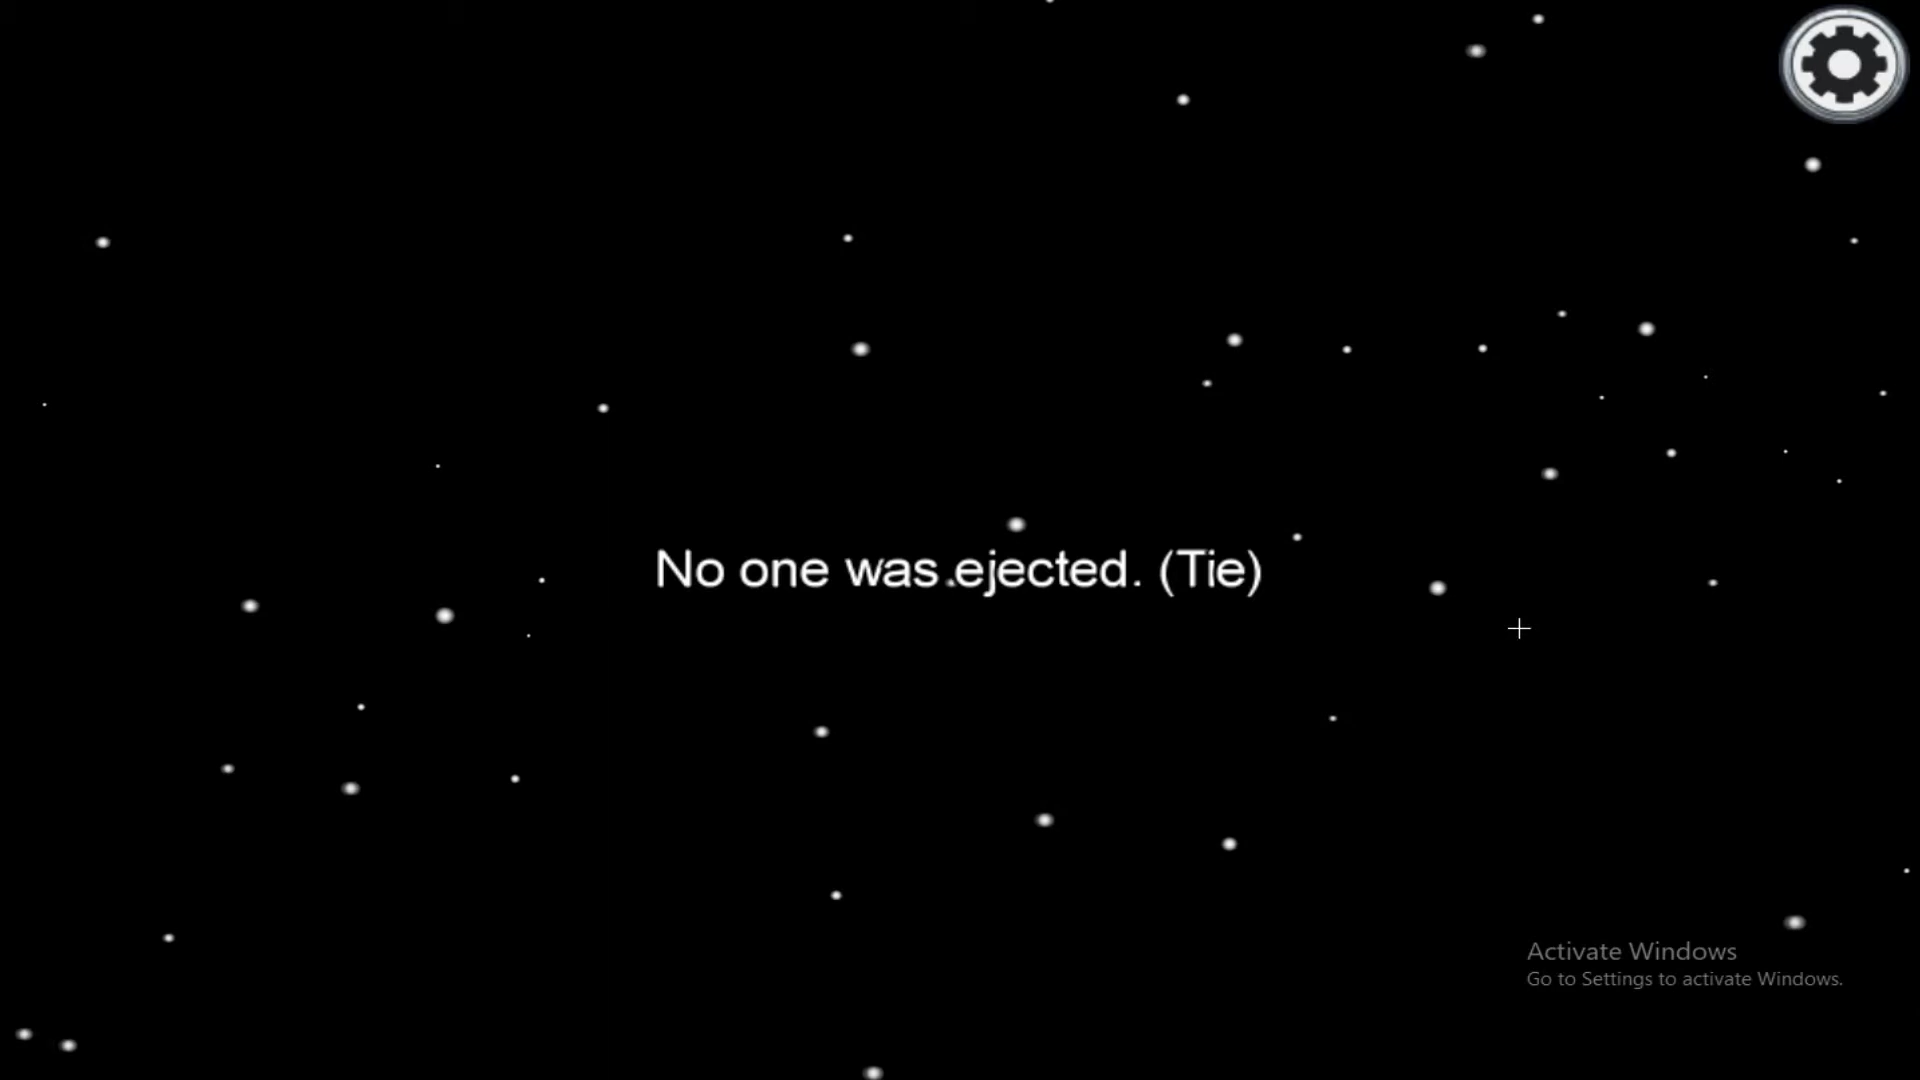 No one was ejected. (Tie)
Activate Windows
Go to Settings to activate Windows.